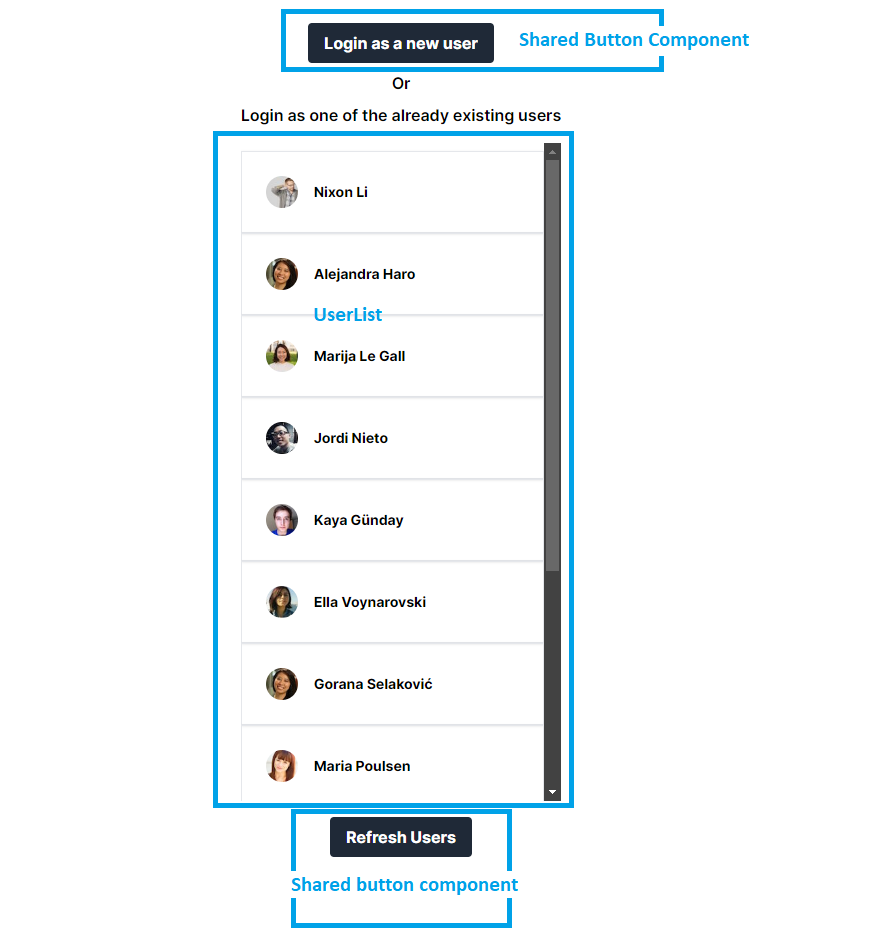 Login as a new user
Shared Button Component
Or
Login as one of the already existing users
Nixon Li
Alejandra Haro
UserList
Marija Le Gall
Jordi Nieto
Kaya Günday
Ella Voynarovski
Gorana Selaković
Maria Poulsen
Refresh Users
Shared button component